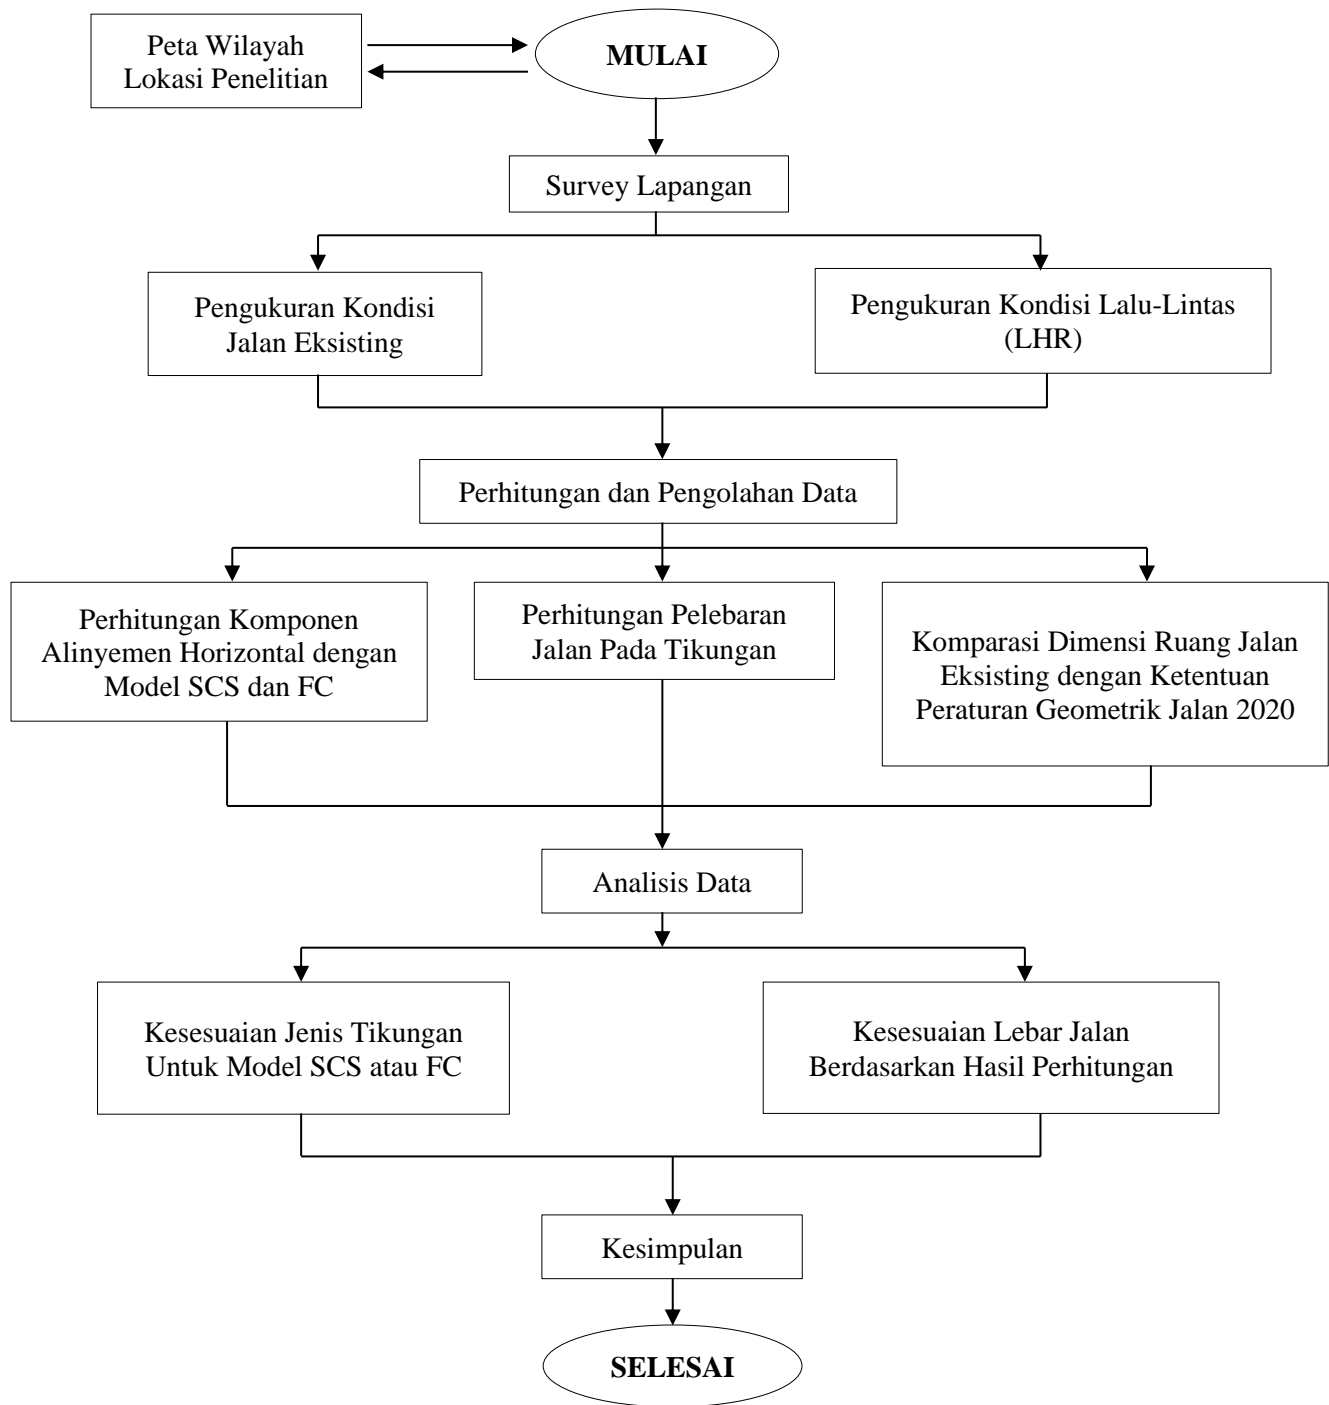 Peta Wilayah
Lokasi Penelitian
MULAI
Survey Lapangan
Pengukuran Kondisi
Jalan Eksisting
Pengukuran Kondisi Lalu-Lintas
(LHR)
Perhitungan dan Pengolahan Data
Perhitungan Komponen
Alinyemen Horizontal dengan
Model SCS dan FC
Perhitungan Pelebaran
Jalan Pada Tikungan
Komparasi Dimensi Ruang Jalan
Eksisting dengan Ketentuan
Peraturan Geometrik Jalan 2020
Analisis Data
Kesesuaian Jenis Tikungan
Untuk Model SCS atau FC
Kesesuaian Lebar Jalan
Berdasarkan Hasil Perhitungan
Kesimpulan
SELESAI